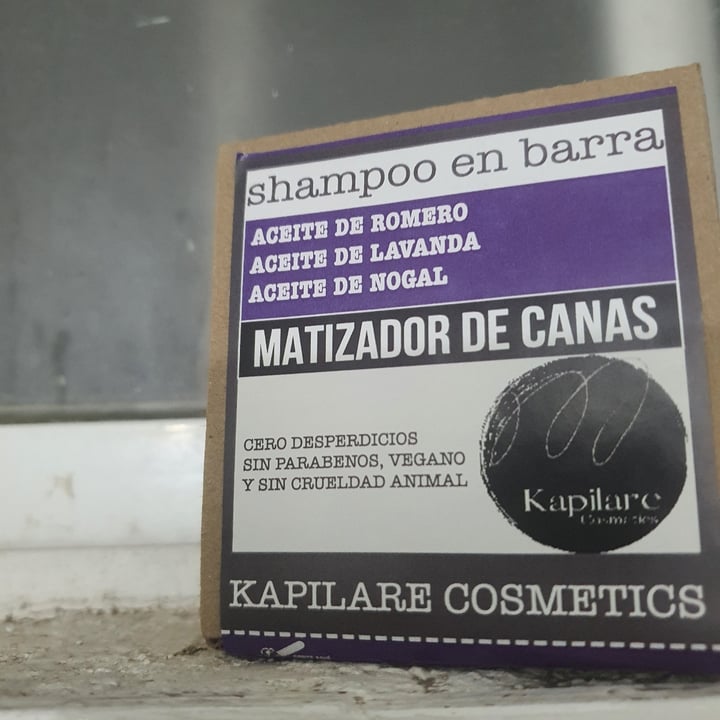 shampoo en barra
ACEITE DE ROMERO
ACEITE DE LAVANDA
ACEITE DE NOGAL
MATIZADOR DE CANAS
CERO DESPERDICIOS
SIN PARABENOS, VEGANO
Y SIN CRUELDAD ANIMAL
Kapilare
Cosmetics
KAPILARE COSMETICS